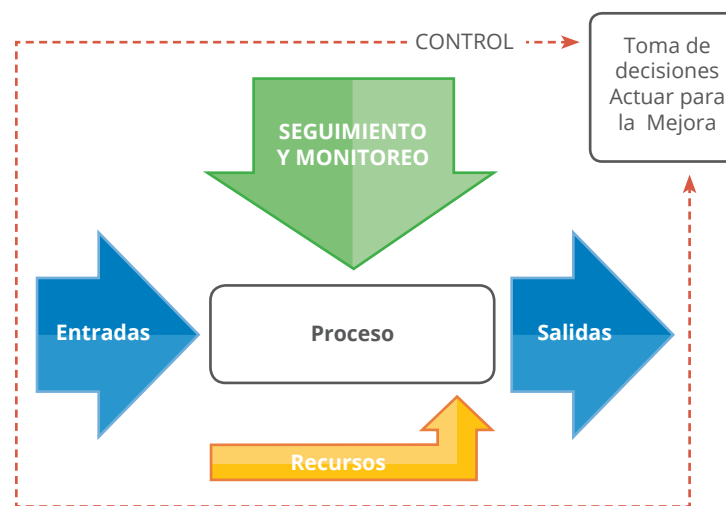 CONTROL
Toma de
decisiones
Actuar para
la Mejora
SEGUIMIENTO
Y MONITOREO
Entradas
Proceso
Salidas
Recursos